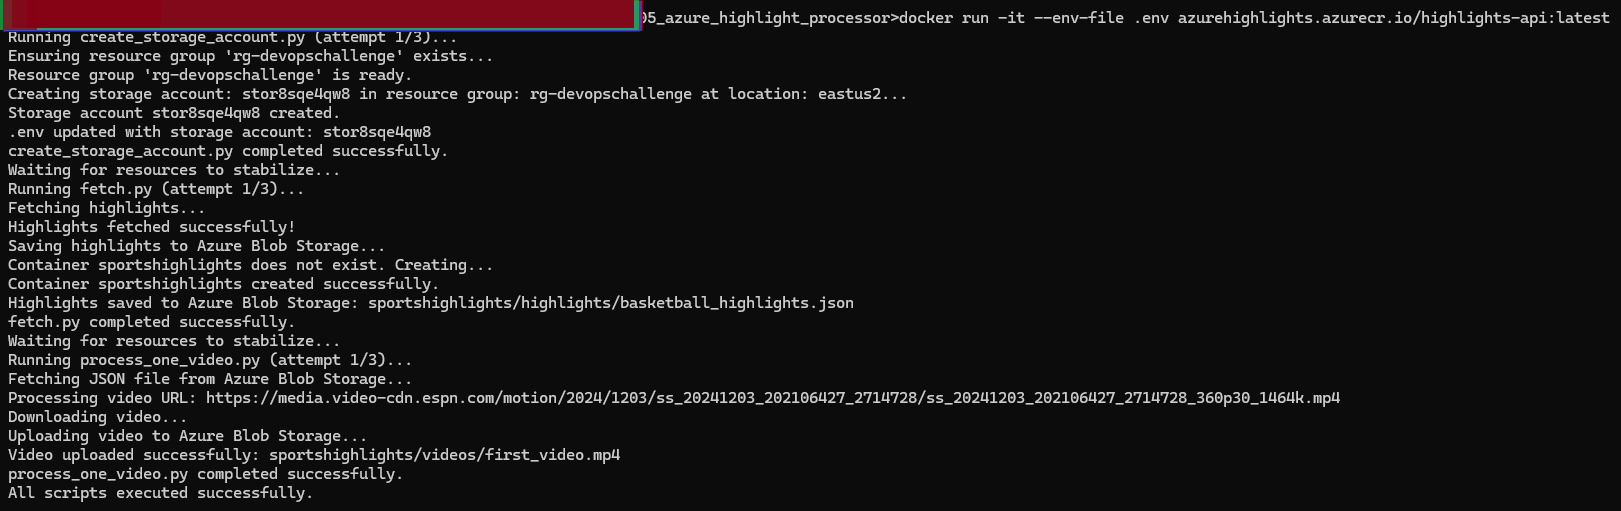 05_azure_highlight_processor>docker run -it --env-file .env azurehighlights.azurecr.io/highlights-api:latest
Running create_storage_account.py (attempt 1/3)...
Ensuring resource group 'rg-devopschallenge' exists...
Resource group 'rg-devopschallenge' is ready.
Creating storage account: stor8sqe4qw8 in resource group: rg-devopschallenge at location: eastus2...
Storage account stor8sqe4qw8 created.
.env updated with storage account: stor8sqe4qw8
create_storage_account.py completed successfully.
Waiting for resources to stabilize...
Running fetch.py (attempt 1/3)...
Fetching highlights...
Highlights fetched successfully!
Saving highlights to Azure Blob Storage...
Container sportshighlights does not exist. Creating...
Container sportshighlights created successfully.
Highlights saved to Azure Blob Storage: sportshighlights/highlights/basketball_highlights.json
fetch.py completed successfully.
Waiting for resources to stabilize...
Running process_one_video.py (attempt 1/3)...
Fetching JSON file from Azure Blob Storage...
Processing video URL: https://media.video-cdn.espn.com/motion/2024/1203/ss_20241203_202106427_2714728/ss_20241203_202106427_2714728_360p30_1464k.mp4
Downloading video...
Uploading video to Azure Blob Storage...
Video uploaded successfully: sportshighlights/videos/first_video.mp4
process_one_video.py completed successfully.
All scripts executed successfully.